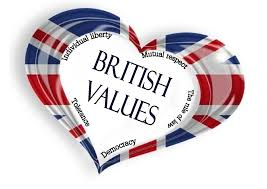 Individual liberty
Mutual respect
BRITISH
VALUES
Tolerance
The rule of law
Democracy